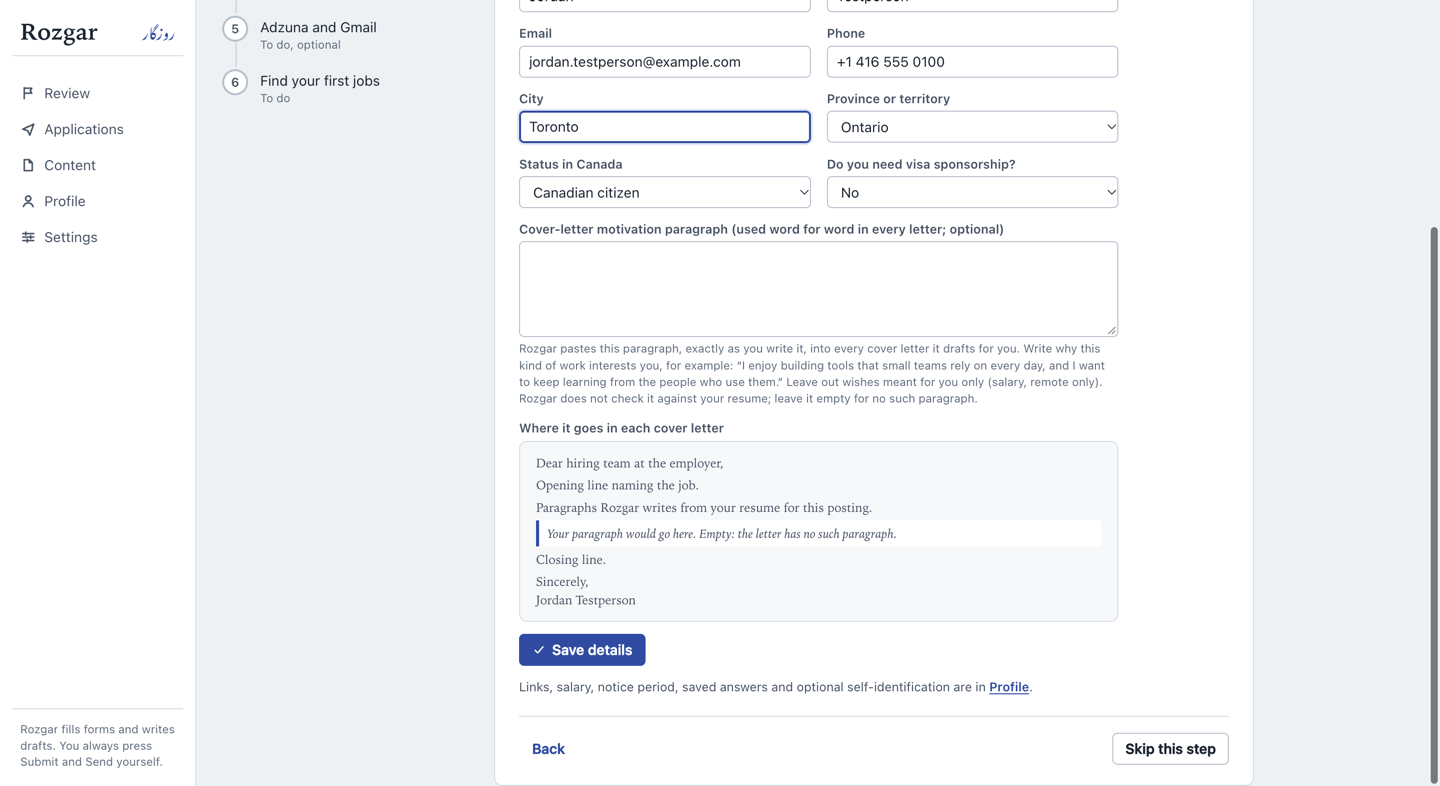 Rozgar روزگار
Review
Applications
Content
Profile
Settings
Rozgar fills forms and writes
drafts. You always press
Submit and Send yourself.
5 Adzuna and Gmail
To do, optional
6 Find your first jobs
To do
Email Phone
jordan.testperson@example.com +1 416 555 0100
City Province or territory
Toronto Ontario
Status in Canada Do you need visa sponsorship?
Canadian citizen No
Cover-letter motivation paragraph (used word for word in every letter; optional)
Rozgar pastes this paragraph, exactly as you write it, into every cover letter it drafts for you. Write why this
kind of work interests you, for example: “I enjoy building tools that small teams rely on every day, and I want
to keep learning from the people who use them.” Leave out wishes meant for you only (salary, remote only).
Rozgar does not check it against your resume; leave it empty for no such paragraph.
Where it goes in each cover letter
Dear hiring team at the employer,
Opening line naming the job.
Paragraphs Rozgar writes from your resume for this posting.
Your paragraph would go here. Empty: the letter has no such paragraph.
Closing line.
Sincerely,
Jordan Testperson
Save details
Links, salary, notice period, saved answers and optional self-identification are in Profile.
Back Skip this step